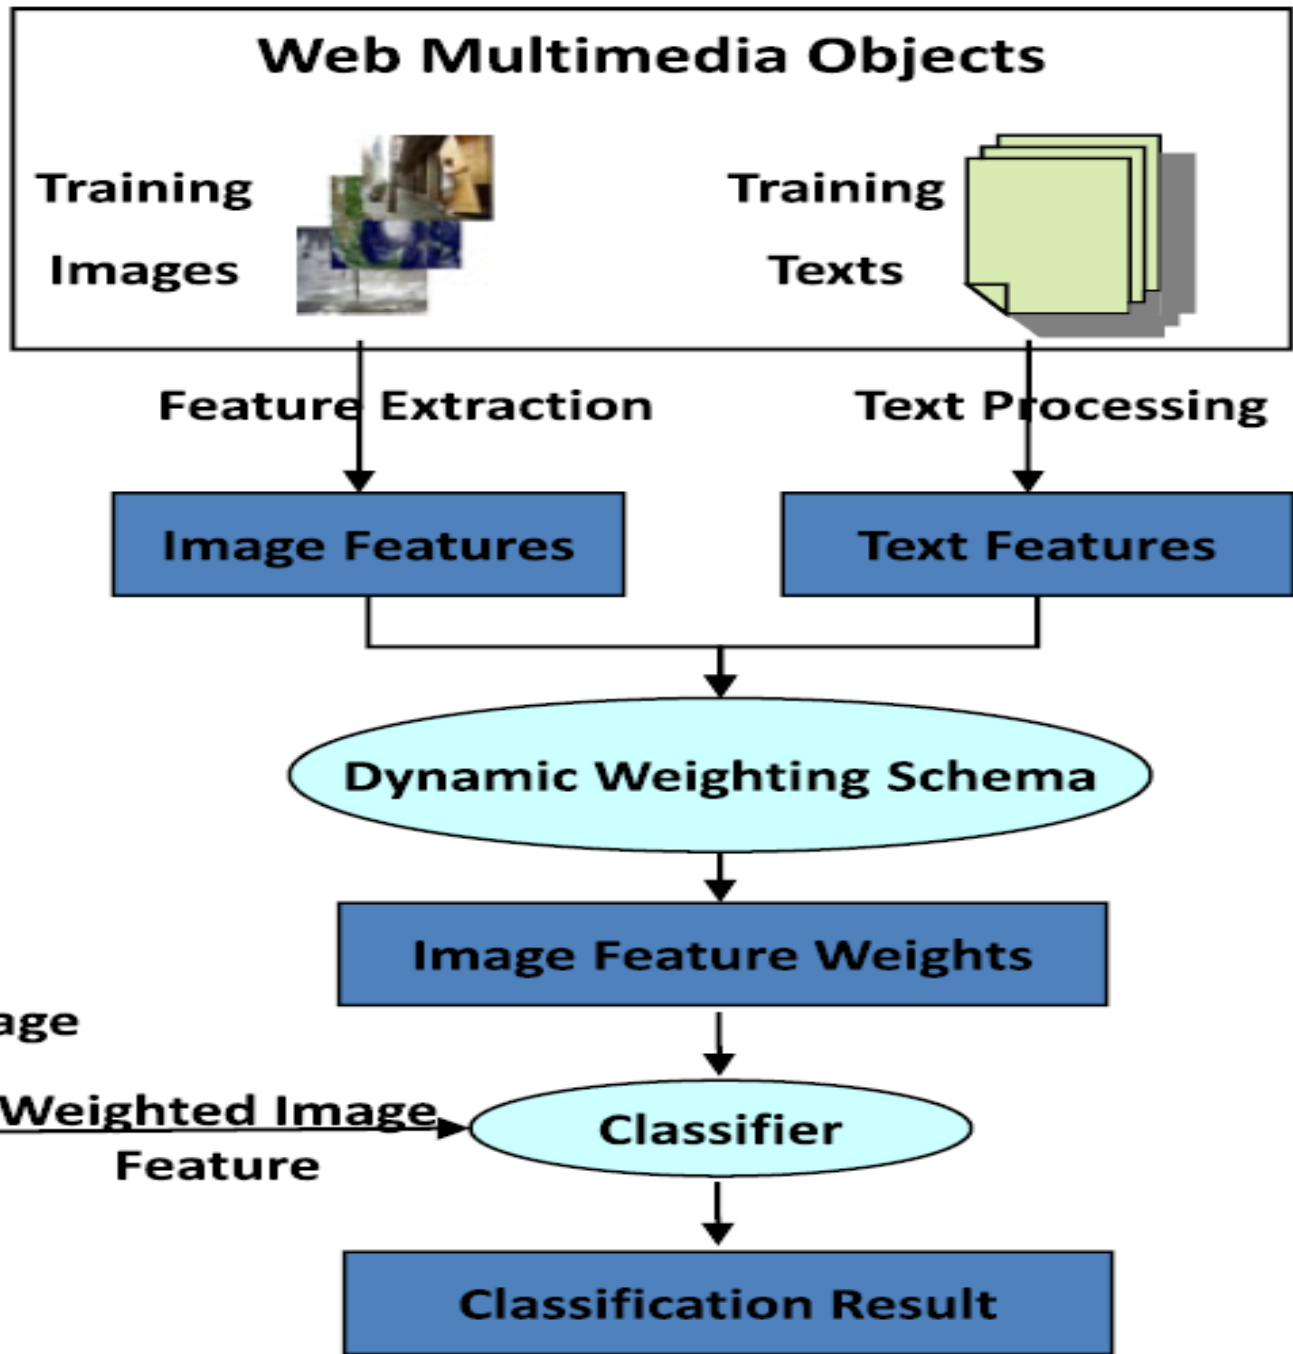 Web Multimedia Objects
Training
Images
Training
Texts
Feature Extraction
Text Processing
Image Features
Text Features
Dynamic Weighting Schema
Image Feature Weights
age
Weighted Image
Feature
Classifier
Classification Result